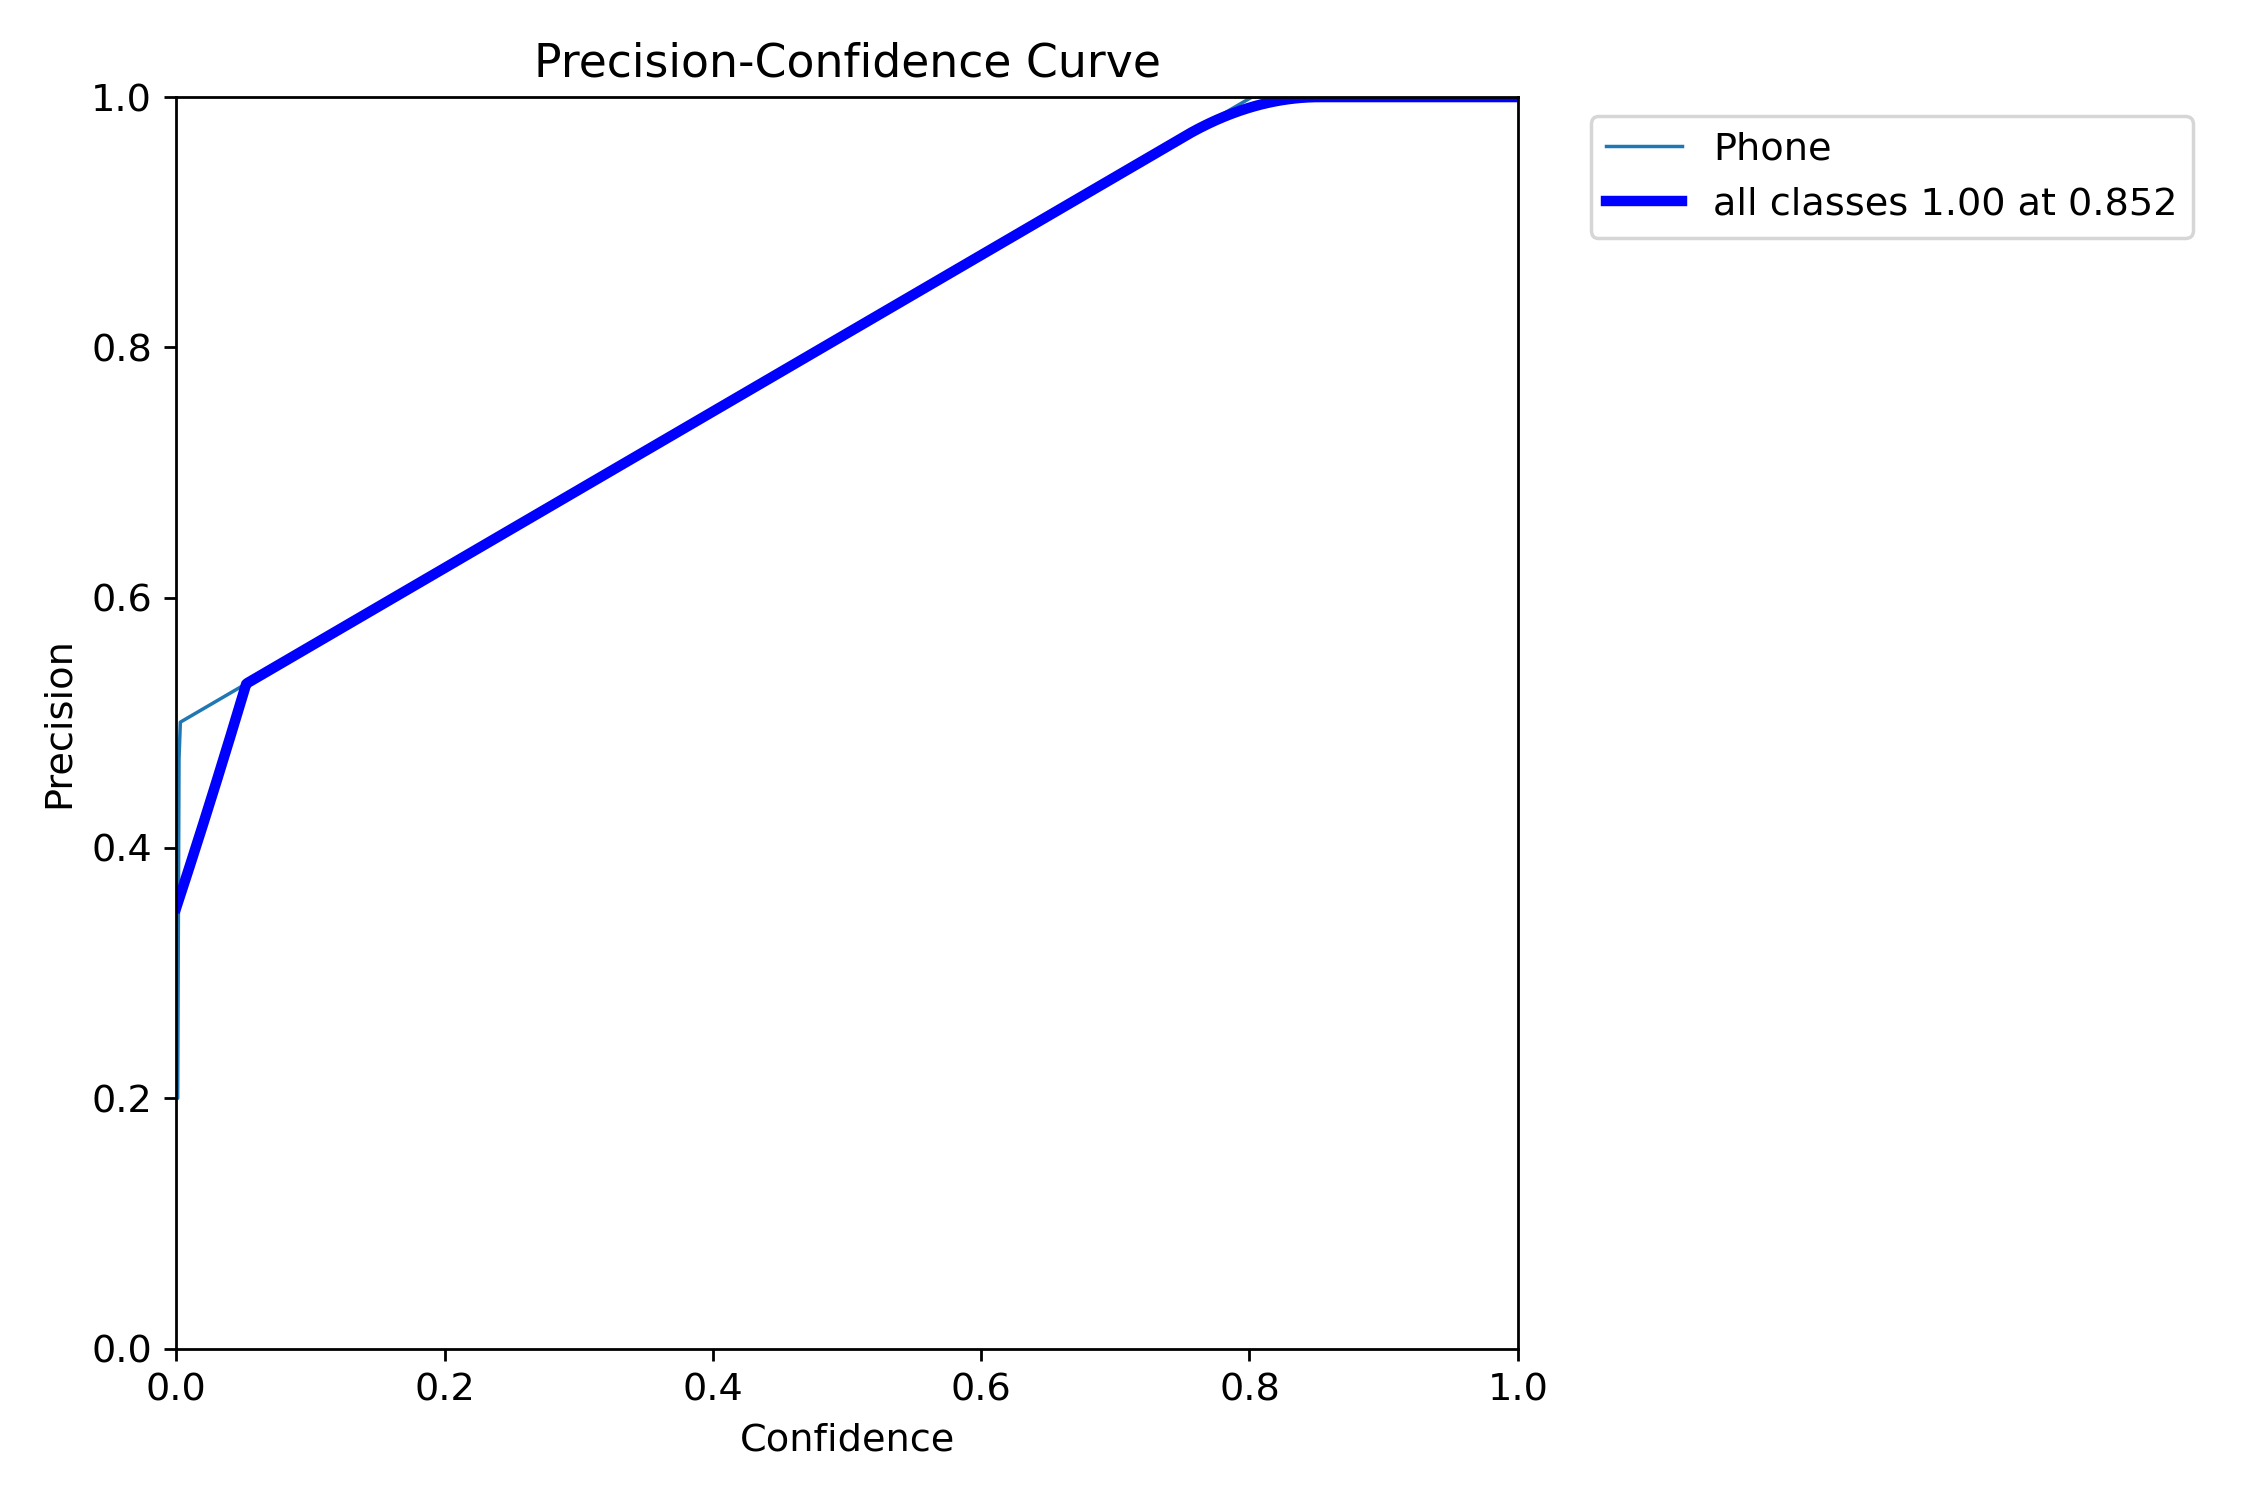 Precision-Confidence Curve
1.0
0.8
0.6
0.4
0.2
0.0
Precision
0.0 0.2 0.4 0.6 0.8 1.0
Confidence
Phone
all classes 1.00 at 0.852